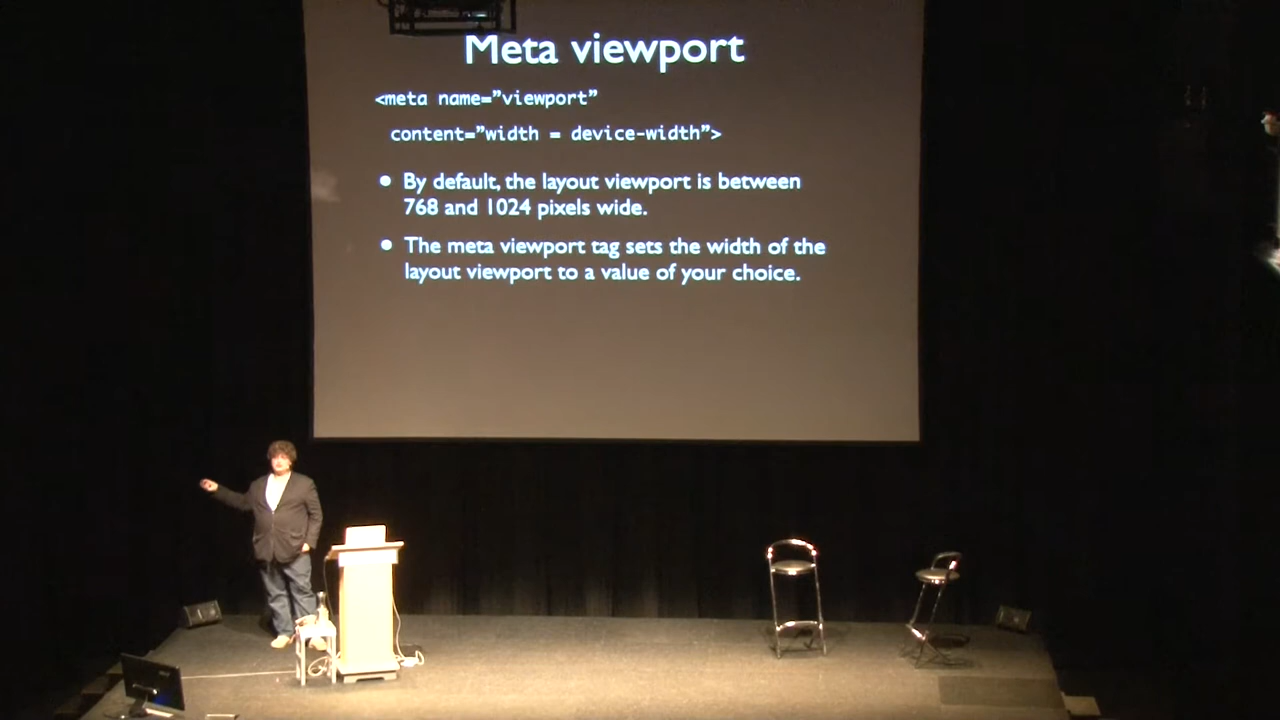 Meta viewport
<meta name=”viewport”
content=”width = device-width”>
• By default, the layout viewport is between
768 and 1024 pixels wide.
• The meta viewport tag sets the width of the
layout viewport to a value of your choice.